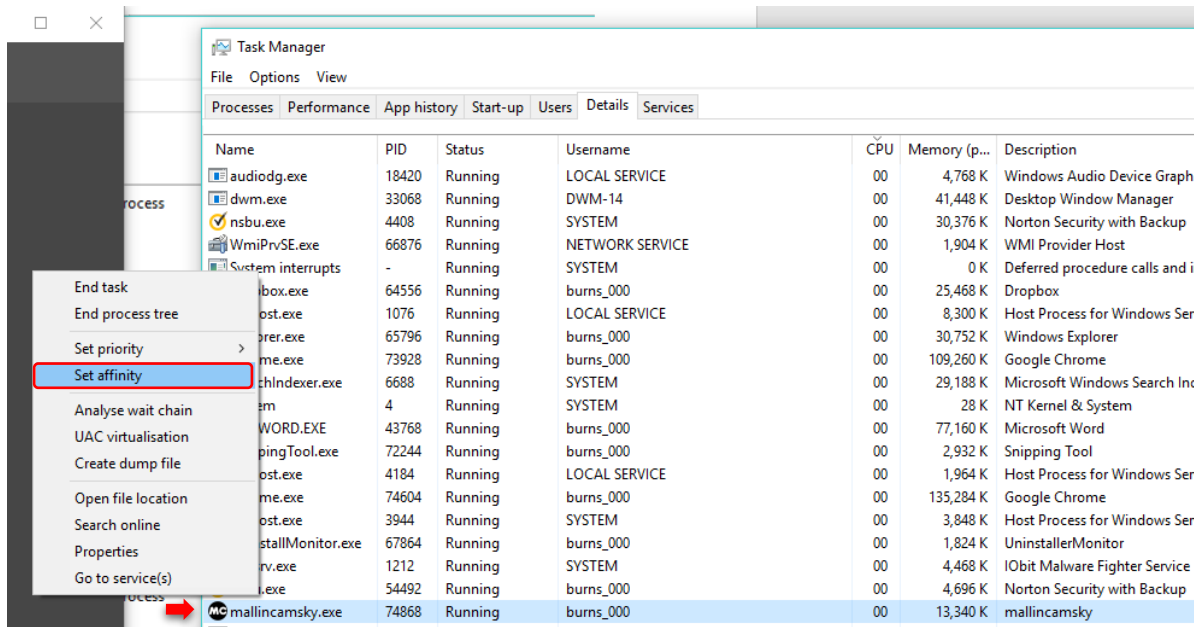 Task Manager
File Options View
Processes Performance App history Start-up Users Details Services
Name PID Status Username CPU Memory (p... Description
audiodg.exe 18420 Running LOCAL SERVICE 00 4,768 K Windows Audio Device Graph
rocess dwm.exe 33068 Running DWM-14 00 41,448 K Desktop Window Manager
nsbu.exe 4408 Running SYSTEM 00 30,376 K Norton Security with Backup
WmiPrvSE.exe 66876 Running NETWORK SERVICE 00 1,904 K WMI Provider Host
System interrupts - Running SYSTEM 00 0 K Deferred procedure calls and i
End task
End process tree
Set priority >
Set affinity
Analyse wait chain
UAC virtualisation
Create dump file
Open file location
Search online
Properties
Go to service(s)
box.exe 64556 Running burns_000 00 25,468 K Dropbox
ost.exe 1076 Running LOCAL SERVICE 00 8,300 K Host Process for Windows Ser
orer.exe 65796 Running burns_000 00 30,752 K Windows Explorer
me.exe 73928 Running burns_000 00 109,260 K Google Chrome
chIndexer.exe 6688 Running SYSTEM 00 29,188 K Microsoft Windows Search Ind
em 4 Running SYSTEM 00 28 K NT Kernel & System
WORD.EXE 43768 Running burns_000 00 77,160 K Microsoft Word
pingTool.exe 72244 Running burns_000 00 2,932 K Snipping Tool
ost.exe 4184 Running LOCAL SERVICE 00 1,964 K Host Process for Windows Ser
me.exe 74604 Running burns_000 00 135,284 K Google Chrome
ost.exe 3944 Running SYSTEM 00 3,848 K Host Process for Windows Ser
stallMonitor.exe 67864 Running burns_000 00 1,824 K UninstallerMonitor
rv.exe 1212 Running SYSTEM 00 4,468 K IObit Malware Fighter Service
.exe 54492 Running burns_000 00 4,696 K Norton Security with Backup
ocess
MC mallincamsky.exe 74868 Running burns_000 00 13,340 K mallincamsky